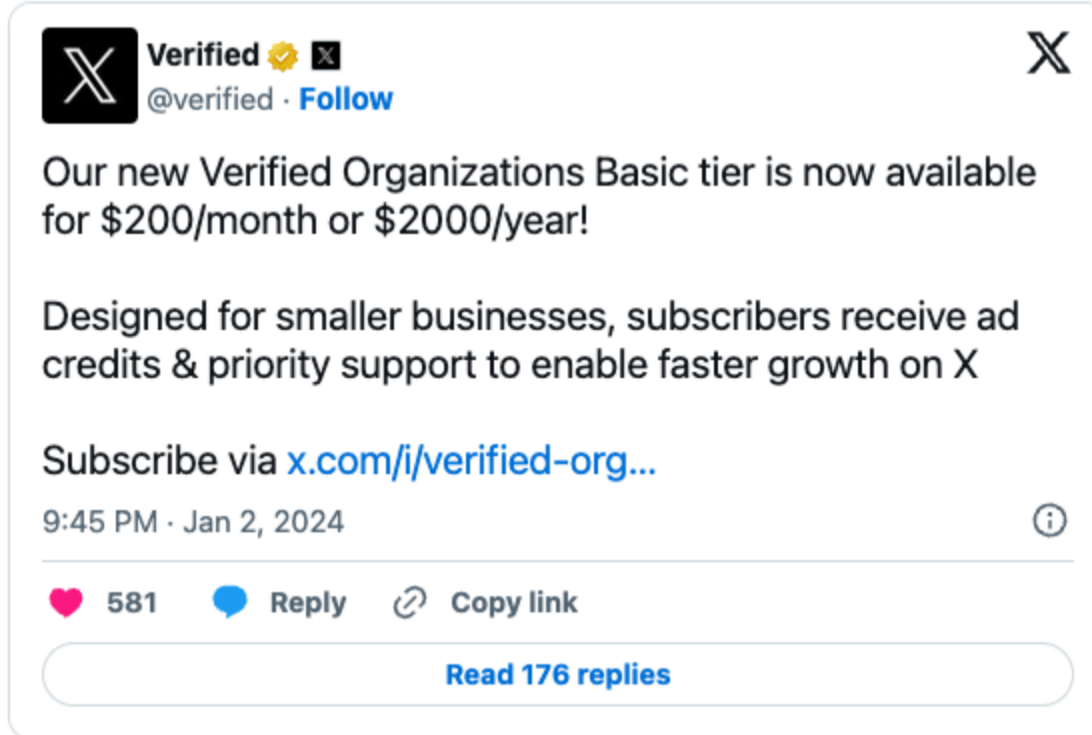 Verified
@verified · Follow
Our new Verified Organizations Basic tier is now available
for $200/month or $2000/year!
Designed for smaller businesses, subscribers receive ad
credits & priority support to enable faster growth on X
Subscribe via x.com/i/verified-org...
9:45 PM · Jan 2, 2024
581 Reply Copy link
Read 176 replies